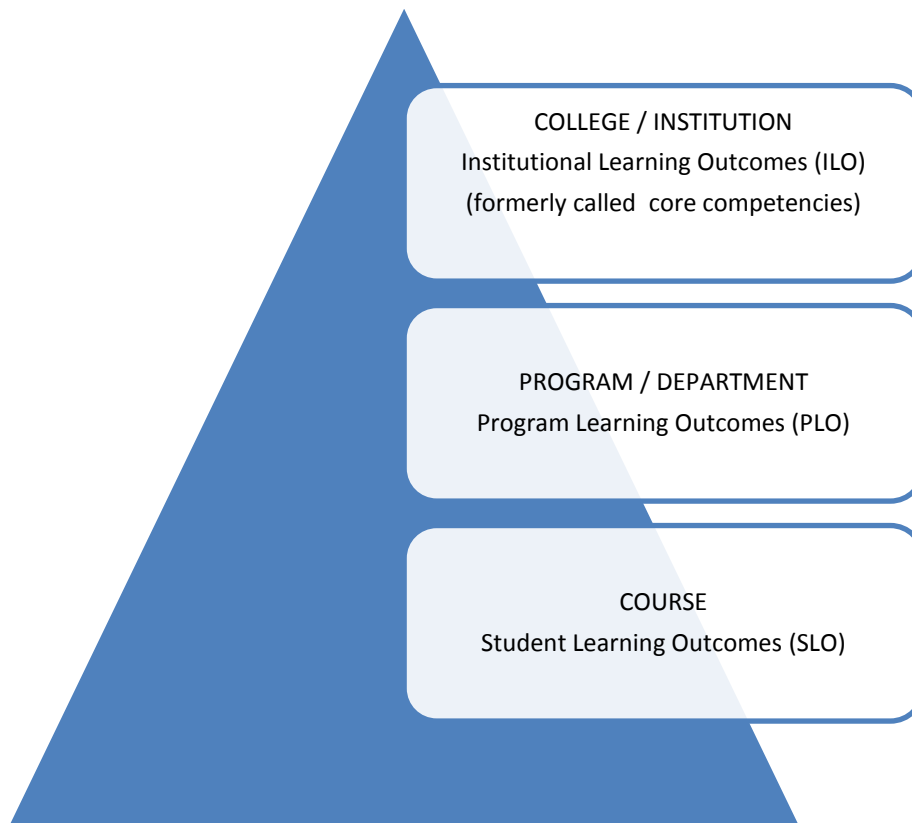 COLLEGE / INSTITUTION
Institutional Learning Outcomes (ILO)
(formerly called  core competencies)
PROGRAM / DEPARTMENT
Program Learning Outcomes (PLO)
COURSE
Student Learning Outcomes (SLO)